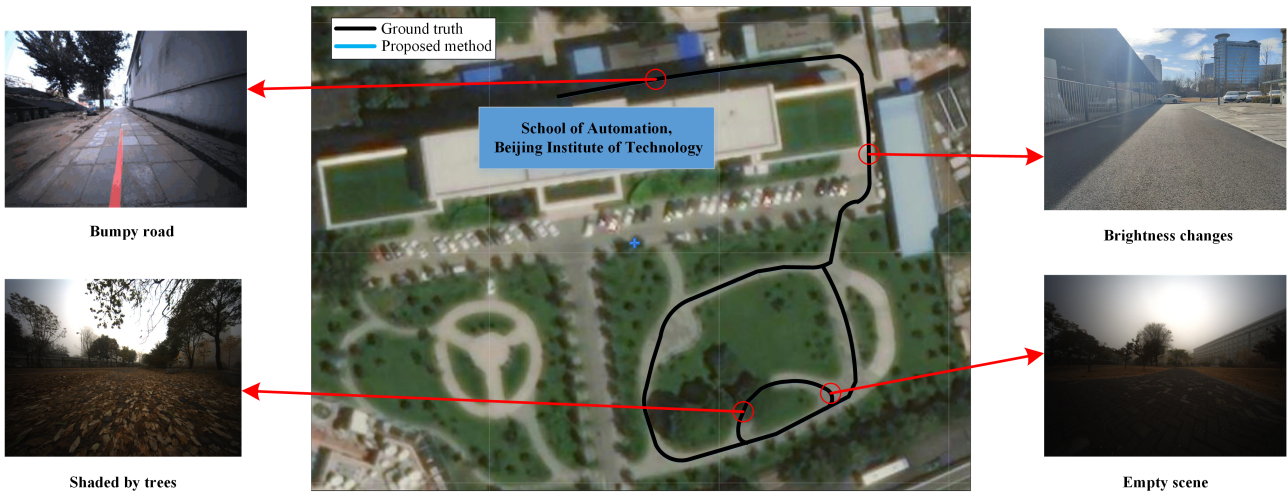 Ground truth
Proposed method
School of Automation,
Beijing Institute of Technology
Bumpy road
Brightness changes
Shaded by trees
Empty scene